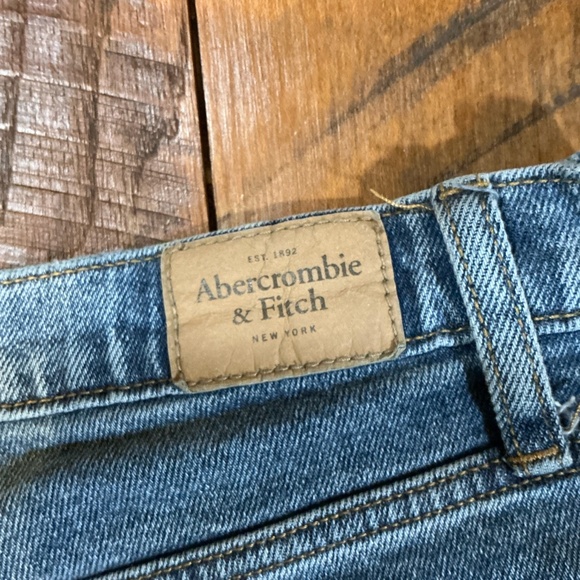 EST. 1892
Abercrombie
& Fitch
NEW YORK